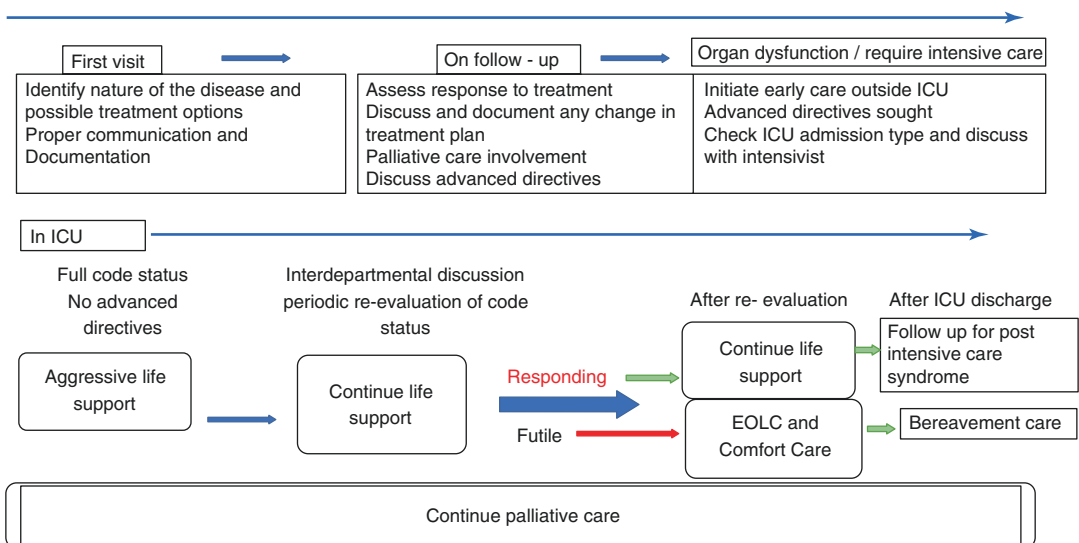 First visit
On follow - up
Organ dysfunction / require intensive care
Identify nature of the disease and
possible treatment options
Proper communication and
Documentation
Assess response to treatment
Discuss and document any change in
treatment plan
Palliative care involvement
Discuss advanced directives
Initiate early care outside ICU
Advanced directives sought
Check ICU admission type and discuss
with intensivist
In ICU
Full code status
No advanced
directives
Aggressive life
support
Interdepartmental discussion
periodic re-evaluation of code
status
Continue life
support
Responding
Futile
After re- evaluation
Continue life
support
EOLC and
Comfort Care
After ICU discharge
Follow up for post
intensive care
syndrome
Bereavement care
Continue palliative care